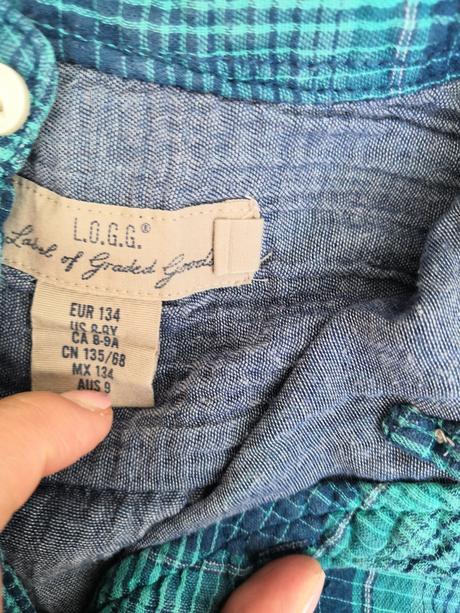 L.O.G.G.®
Label of Graded Goods
EUR 134
US 8-9Y
CA 8-9A
CN 135/68
MX 134
AUS 9